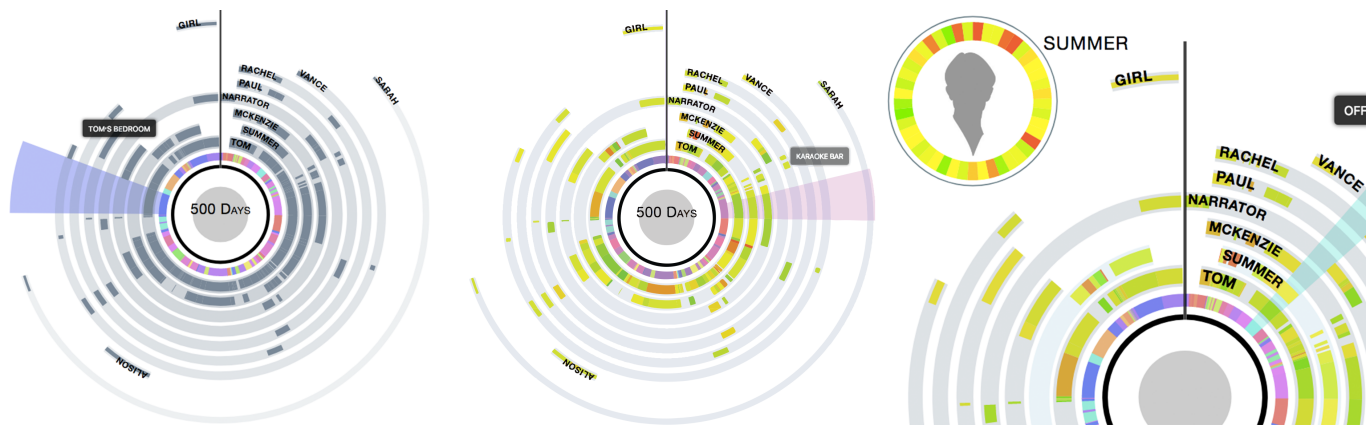 GIRL
RACHEL
PAUL
VANCE
SARAH
NARRATOR
MCKENZIE
SUMMER
TOM
TOM'S BEDROOM
500 DAYS
ALISON
GIRL
RACHEL
PAUL
VANCE
SARAH
NARRATOR
MCKENZIE
SUMMER
TOM
KARAOKE BAR
500 DAYS
ALISON
SUMMER
GIRL
OFF
RACHEL
PAUL
VANCE
NARRATOR
MCKENZIE
SUMMER
TOM